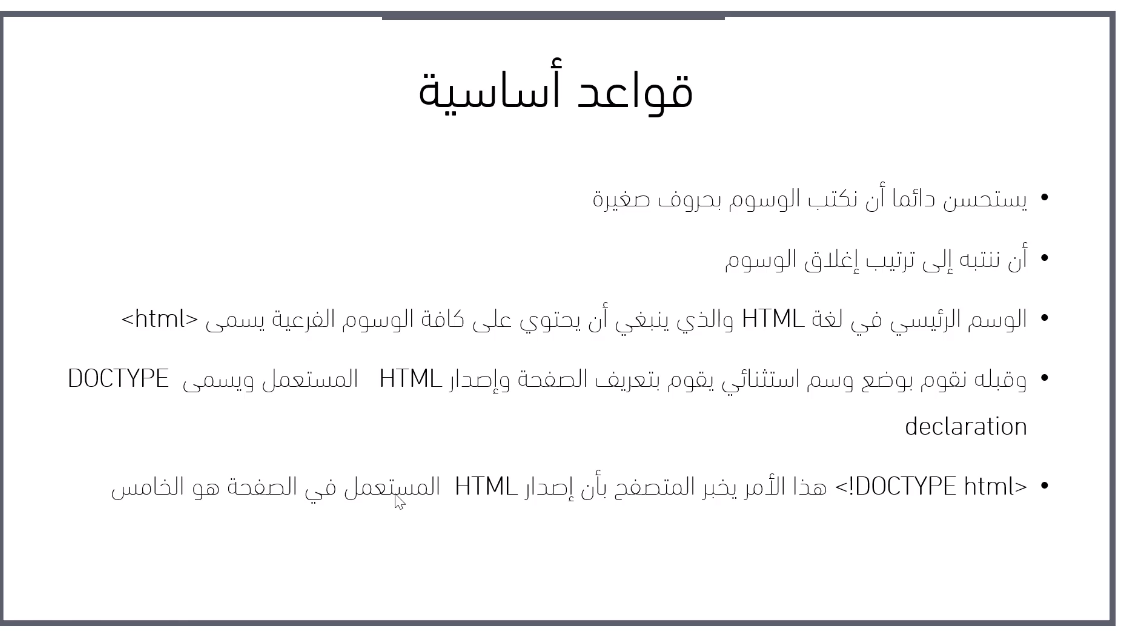 قواعد أساسية
• يستحسن دائما أن نكتب الوسوم بحروف صغيرة
• أن ننتبه إلى ترتيب إغلاق الوسوم
• الوسم الرئيسي في لغة HTML والذي ينبغي أن يحتوي على كافة الوسوم الفرعية يسمى <html>
• وقبله نقوم بوضع وسم استثنائي يقوم بتعريف الصفحة وإصدار HTML المستعمل ويسمى DOCTYPE
declaration
• <!DOCTYPE html> هذا الأمر يخبر المتصفح بأن إصدار HTML المستعمل في الصفحة هو الخامس